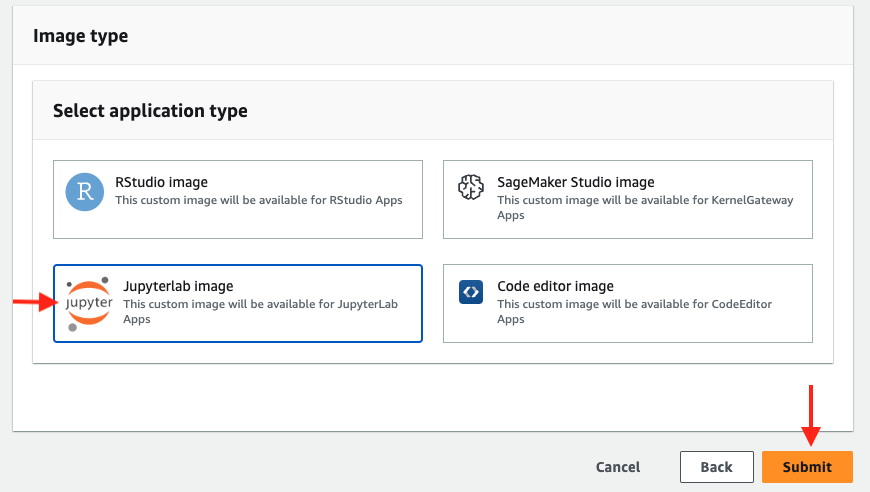 Image type
Select application type
R
RStudio image
This custom image will be available for RStudio Apps
SageMaker Studio image
This custom image will be available for KernelGateway
Apps
jupyter
Jupyterlab image
This custom image will be available for JupyterLab
Apps
Code editor image
This custom image will be available for CodeEditor
Apps
Cancel
Back
Submit